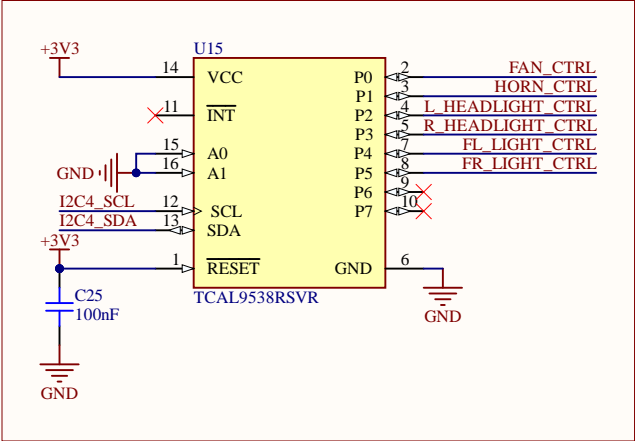 +3V3
U15
14 VCC P0 2 FAN_CTRL
P1 3 HORN_CTRL
11 INT P2 4 L_HEADLIGHT_CTRL
P3 5 R_HEADLIGHT_CTRL
15 A0 P4 7 FL_LIGHT_CTRL
GND 16 A1 P5 8 FR_LIGHT_CTRL
P6 9
I2C4_SCL 12 SCL P7 10
I2C4_SDA 13 SDA
+3V3
1 RESET GND 6
C25
100nF
TCAL9538RSVR
GND
GND